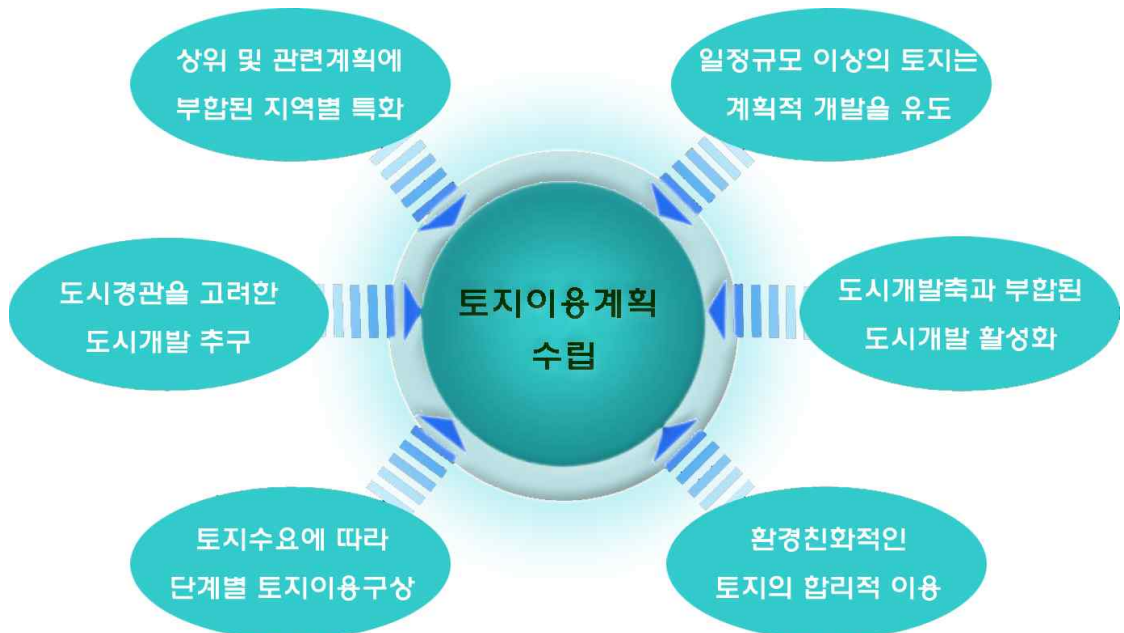 상위 및 관련계획에
부합된 지역별 특화
일정규모 이상의 토지는
계획적 개발을 유도
도시경관을 고려한
도시개발 추구
토지이용계획
수립
도시개발축과 부합된
도시개발 활성화
토지수요에 따라
단계별 토지이용구상
환경친화적인
토지의 합리적 이용